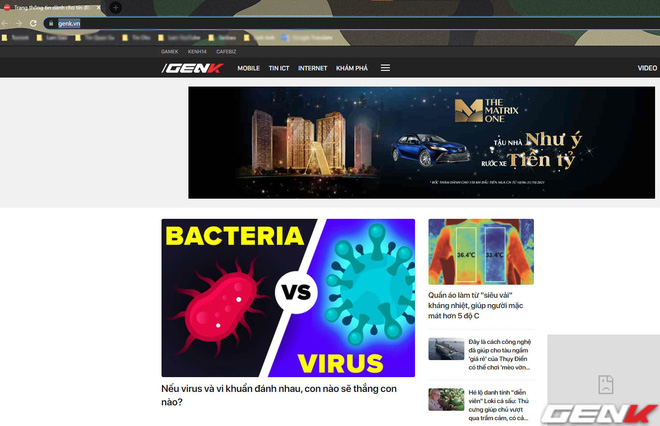 Trang thông tin dành cho tín đồ
genk.vn
Google Translate
GAMEK KENH14 CAFEBIZ
/GENK MOBILE TIN ICT INTERNET KHÁM PHÁ VIDEO
THE
MATRIX
ONE
TẬU NHÀ Như ý
RƯỚC XE Tiền tỷ
BACTERIA
VS
VIRUS
36.4°C
33.4°C
Nếu virus và vi khuẩn đánh nhau, con nào sẽ thắng con
nào?
Quần áo làm từ "siêu vải"
kháng nhiệt, giúp người mặc
mát hơn 5 độ C
Đây là cách công nghệ
đã giúp cho tàu ngầm
'giá rẻ' của Thụy Điển
có thể chơi 'mèo vờn...
Hé lộ danh tính "diễn
viên" Loki cá sấu: Thú
cưng giúp chủ vượt
qua trầm cảm, có cả...
GENK